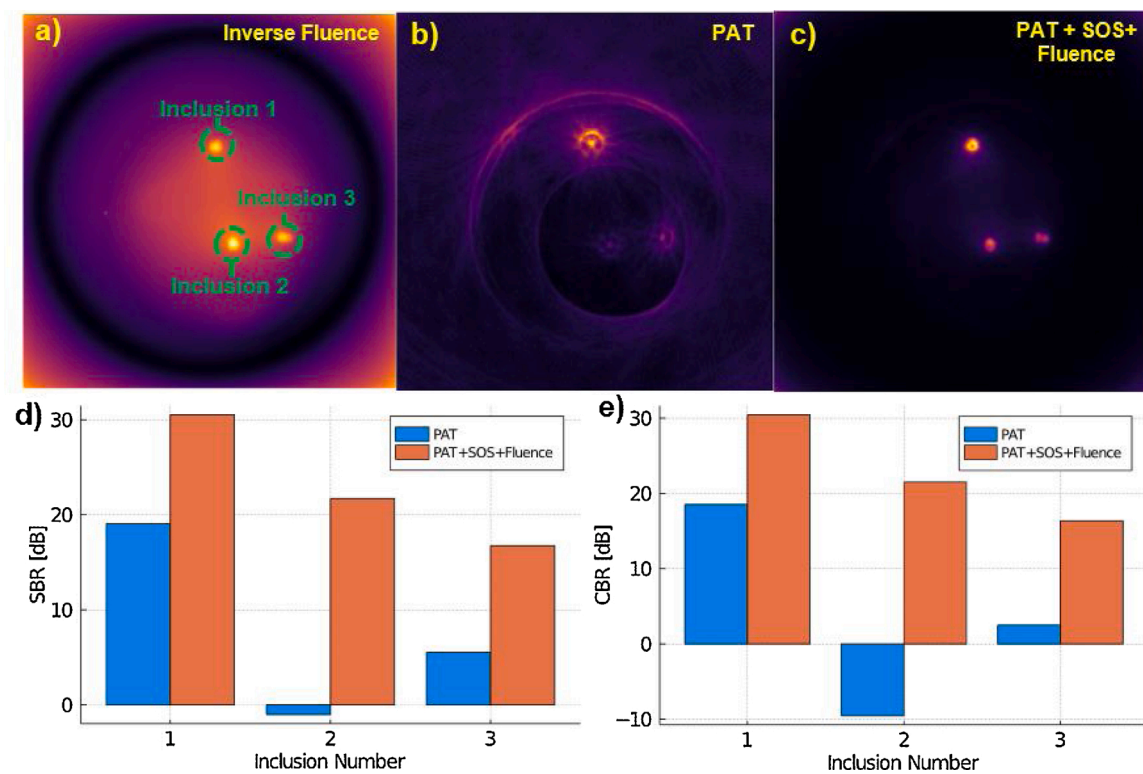 a)
Inverse Fluence
Inclusion 1
Inclusion 3
Inclusion 2
b)
PAT
c)
PAT + SOS+
Fluence
d)
30
20
10
0
SBR [dB]
PAT
PAT+SOS+Fluence
1
2
3
Inclusion Number
e)
30
20
10
0
−10
CBR [dB]
PAT
PAT+SOS+Fluence
1
2
3
Inclusion Number